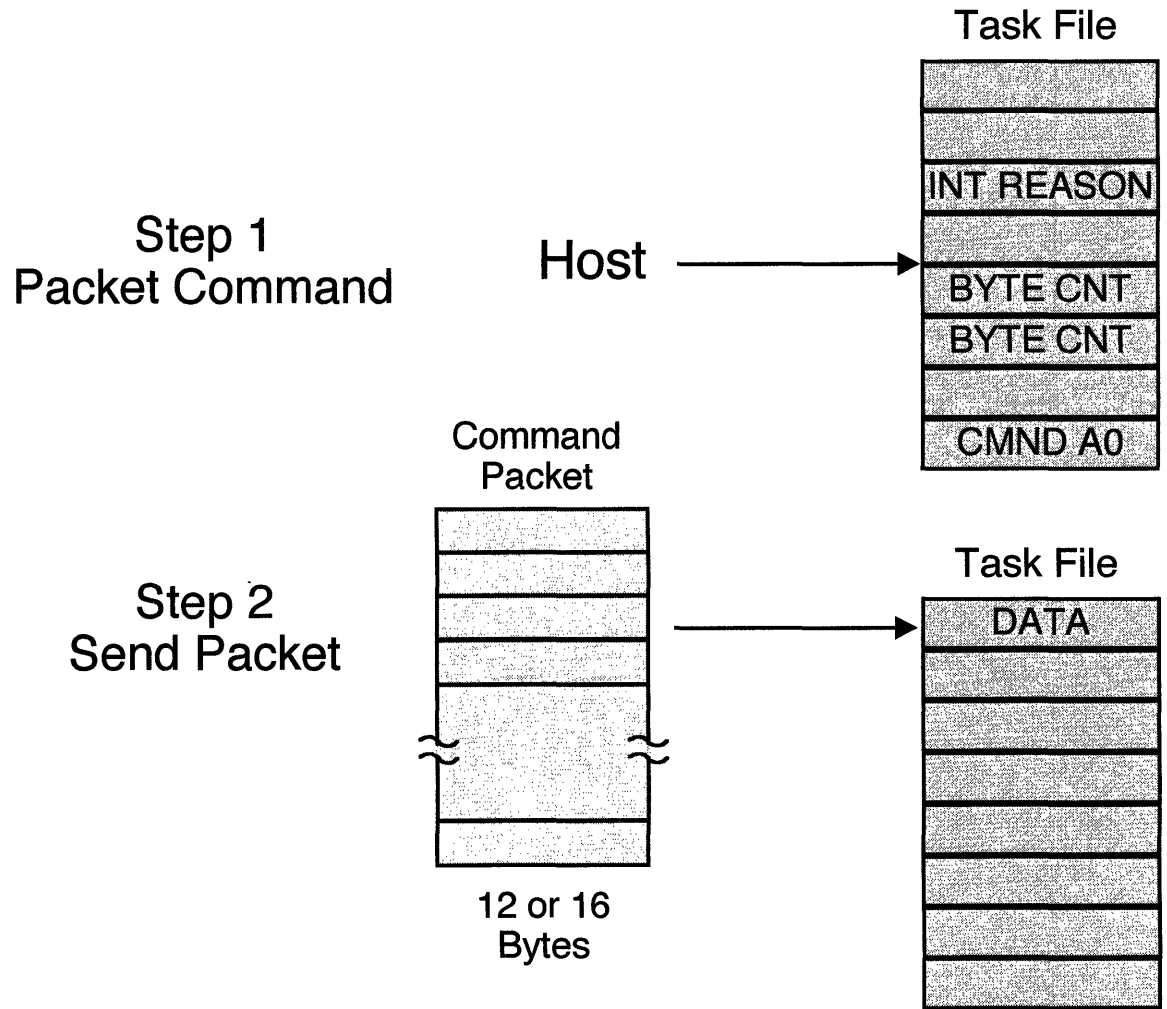 Task File
INT REASON
Step 1
Packet Command
Host
BYTE CNT
BYTE CNT
CMND A0
Command
Packet
Task File
Step 2
Send Packet
DATA
12 or 16
Bytes